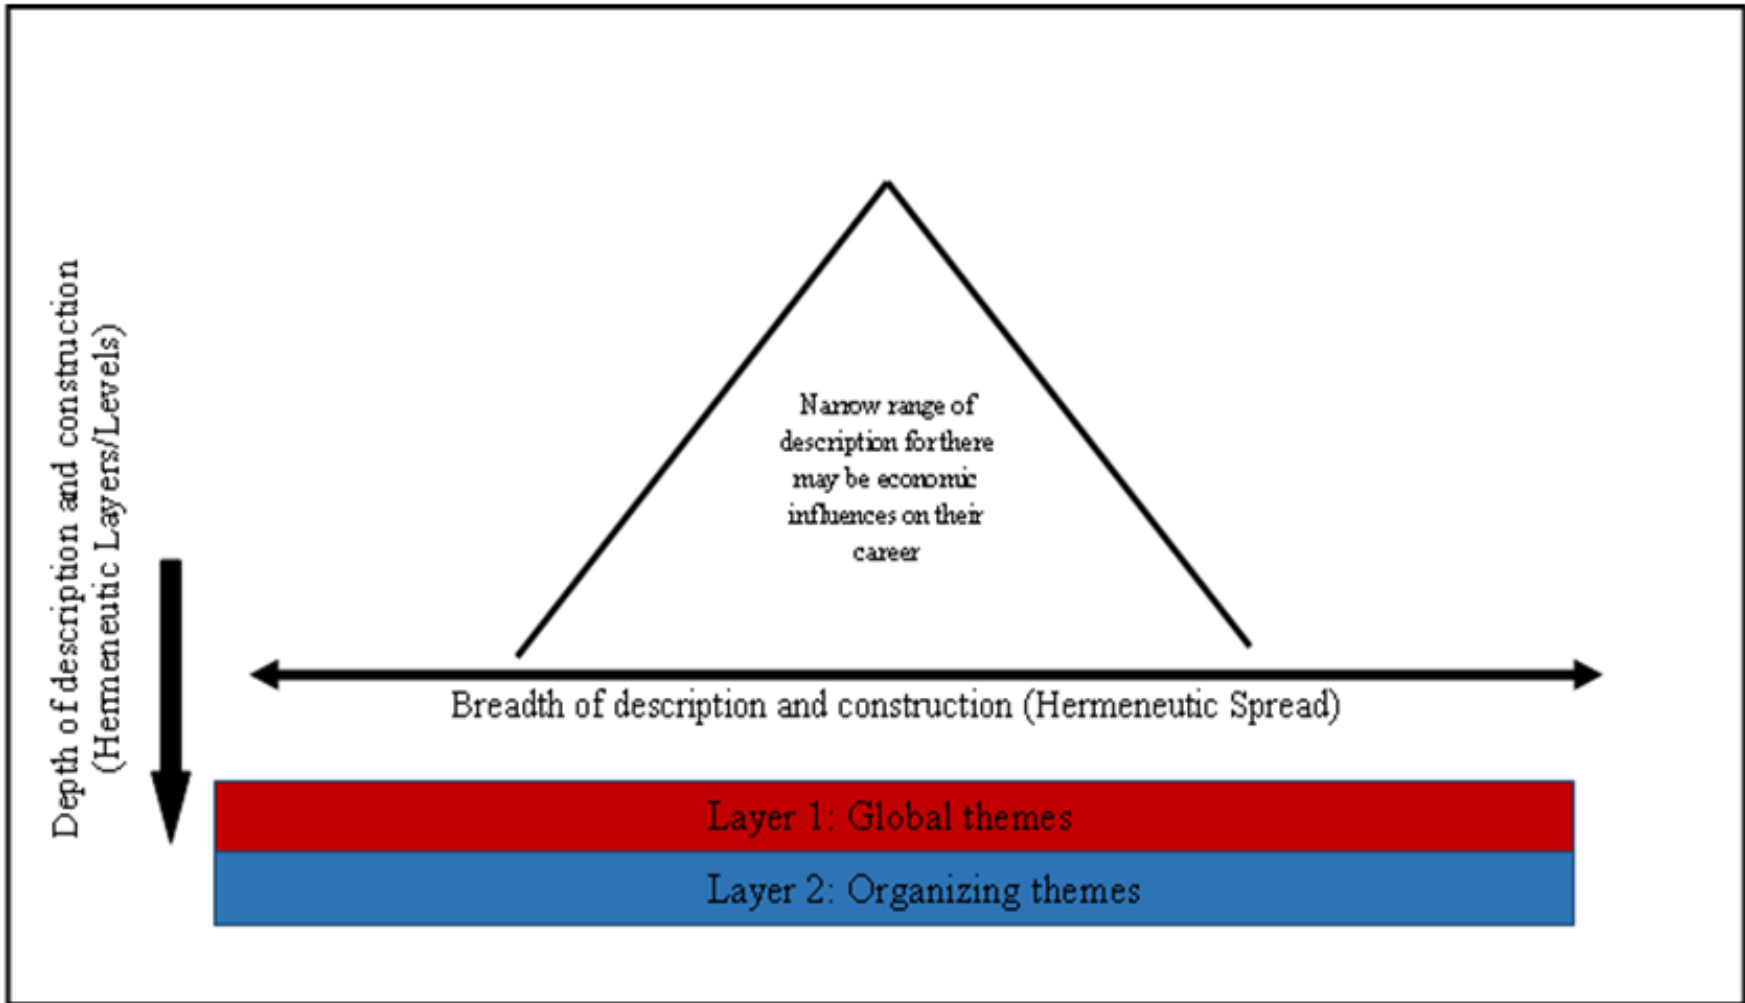 Depth of description and construction
(Hermeneutic Layers/Levels)
Narrow range of
description for there
may be economic
influences on their
career
Breadth of description and construction (Hermeneutic Spread)
Layer 1: Global themes
Layer 2: Organizing themes